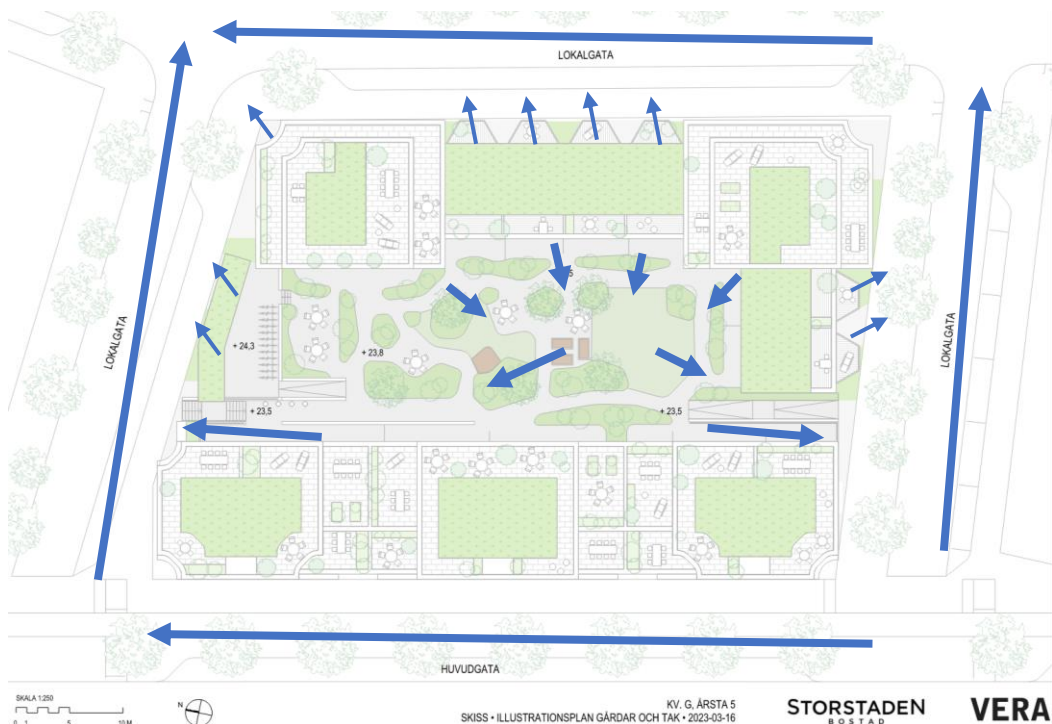 LOKALGATA
LOKALGATA
+ 24,3
+ 23,8
LOKALGATA
+ 23,5
+ 23,5
HUVUDGATA
SKALA 1:250
0 1 5 10 M
N
KV. G, ÅRSTA 5
SKISS • ILLUSTRATIONSPLAN GÅRDAR OCH TAK • 2023-03-16
STORSTADEN
BOSTAD
VERA